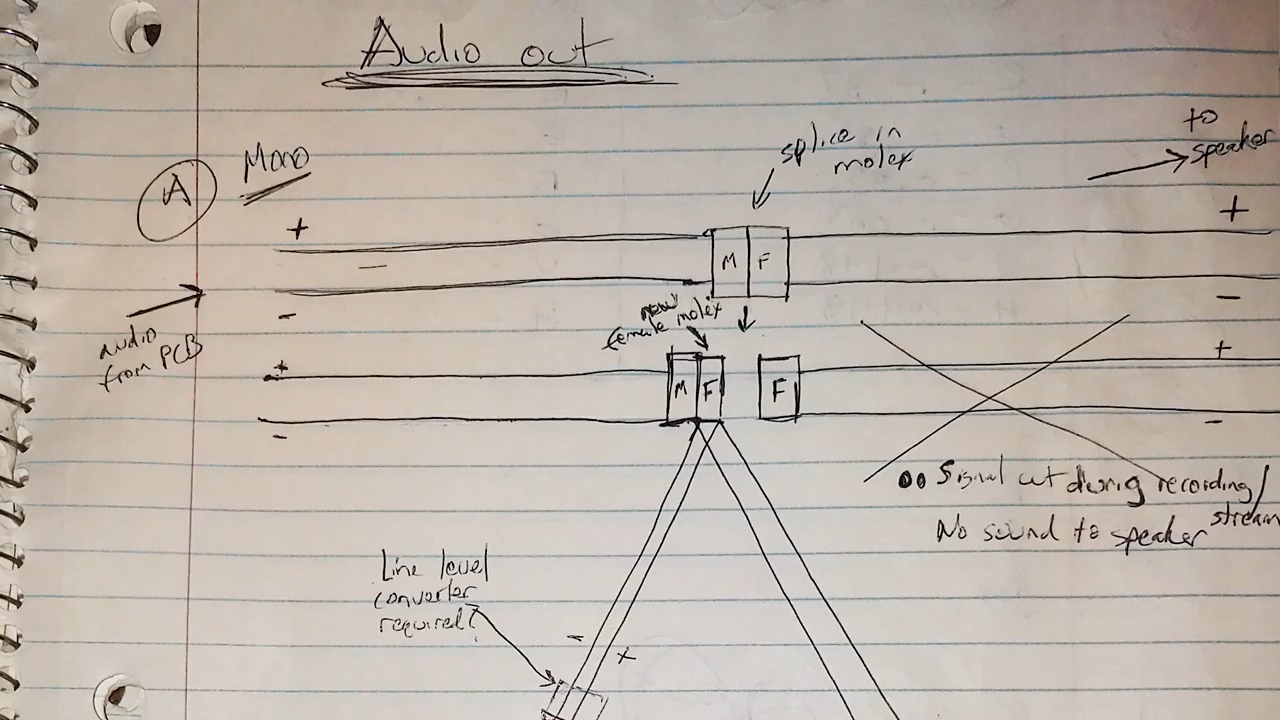 Audio out
A
Mono
splice in
molex
to
speaker
+
+
M F
-
-
-
-
audio
from PCB
new
female molex
+
+
M F
F
-
-
Signal cut during recording/
stream
No sound to speaker
Line level
converter
required?
-
+